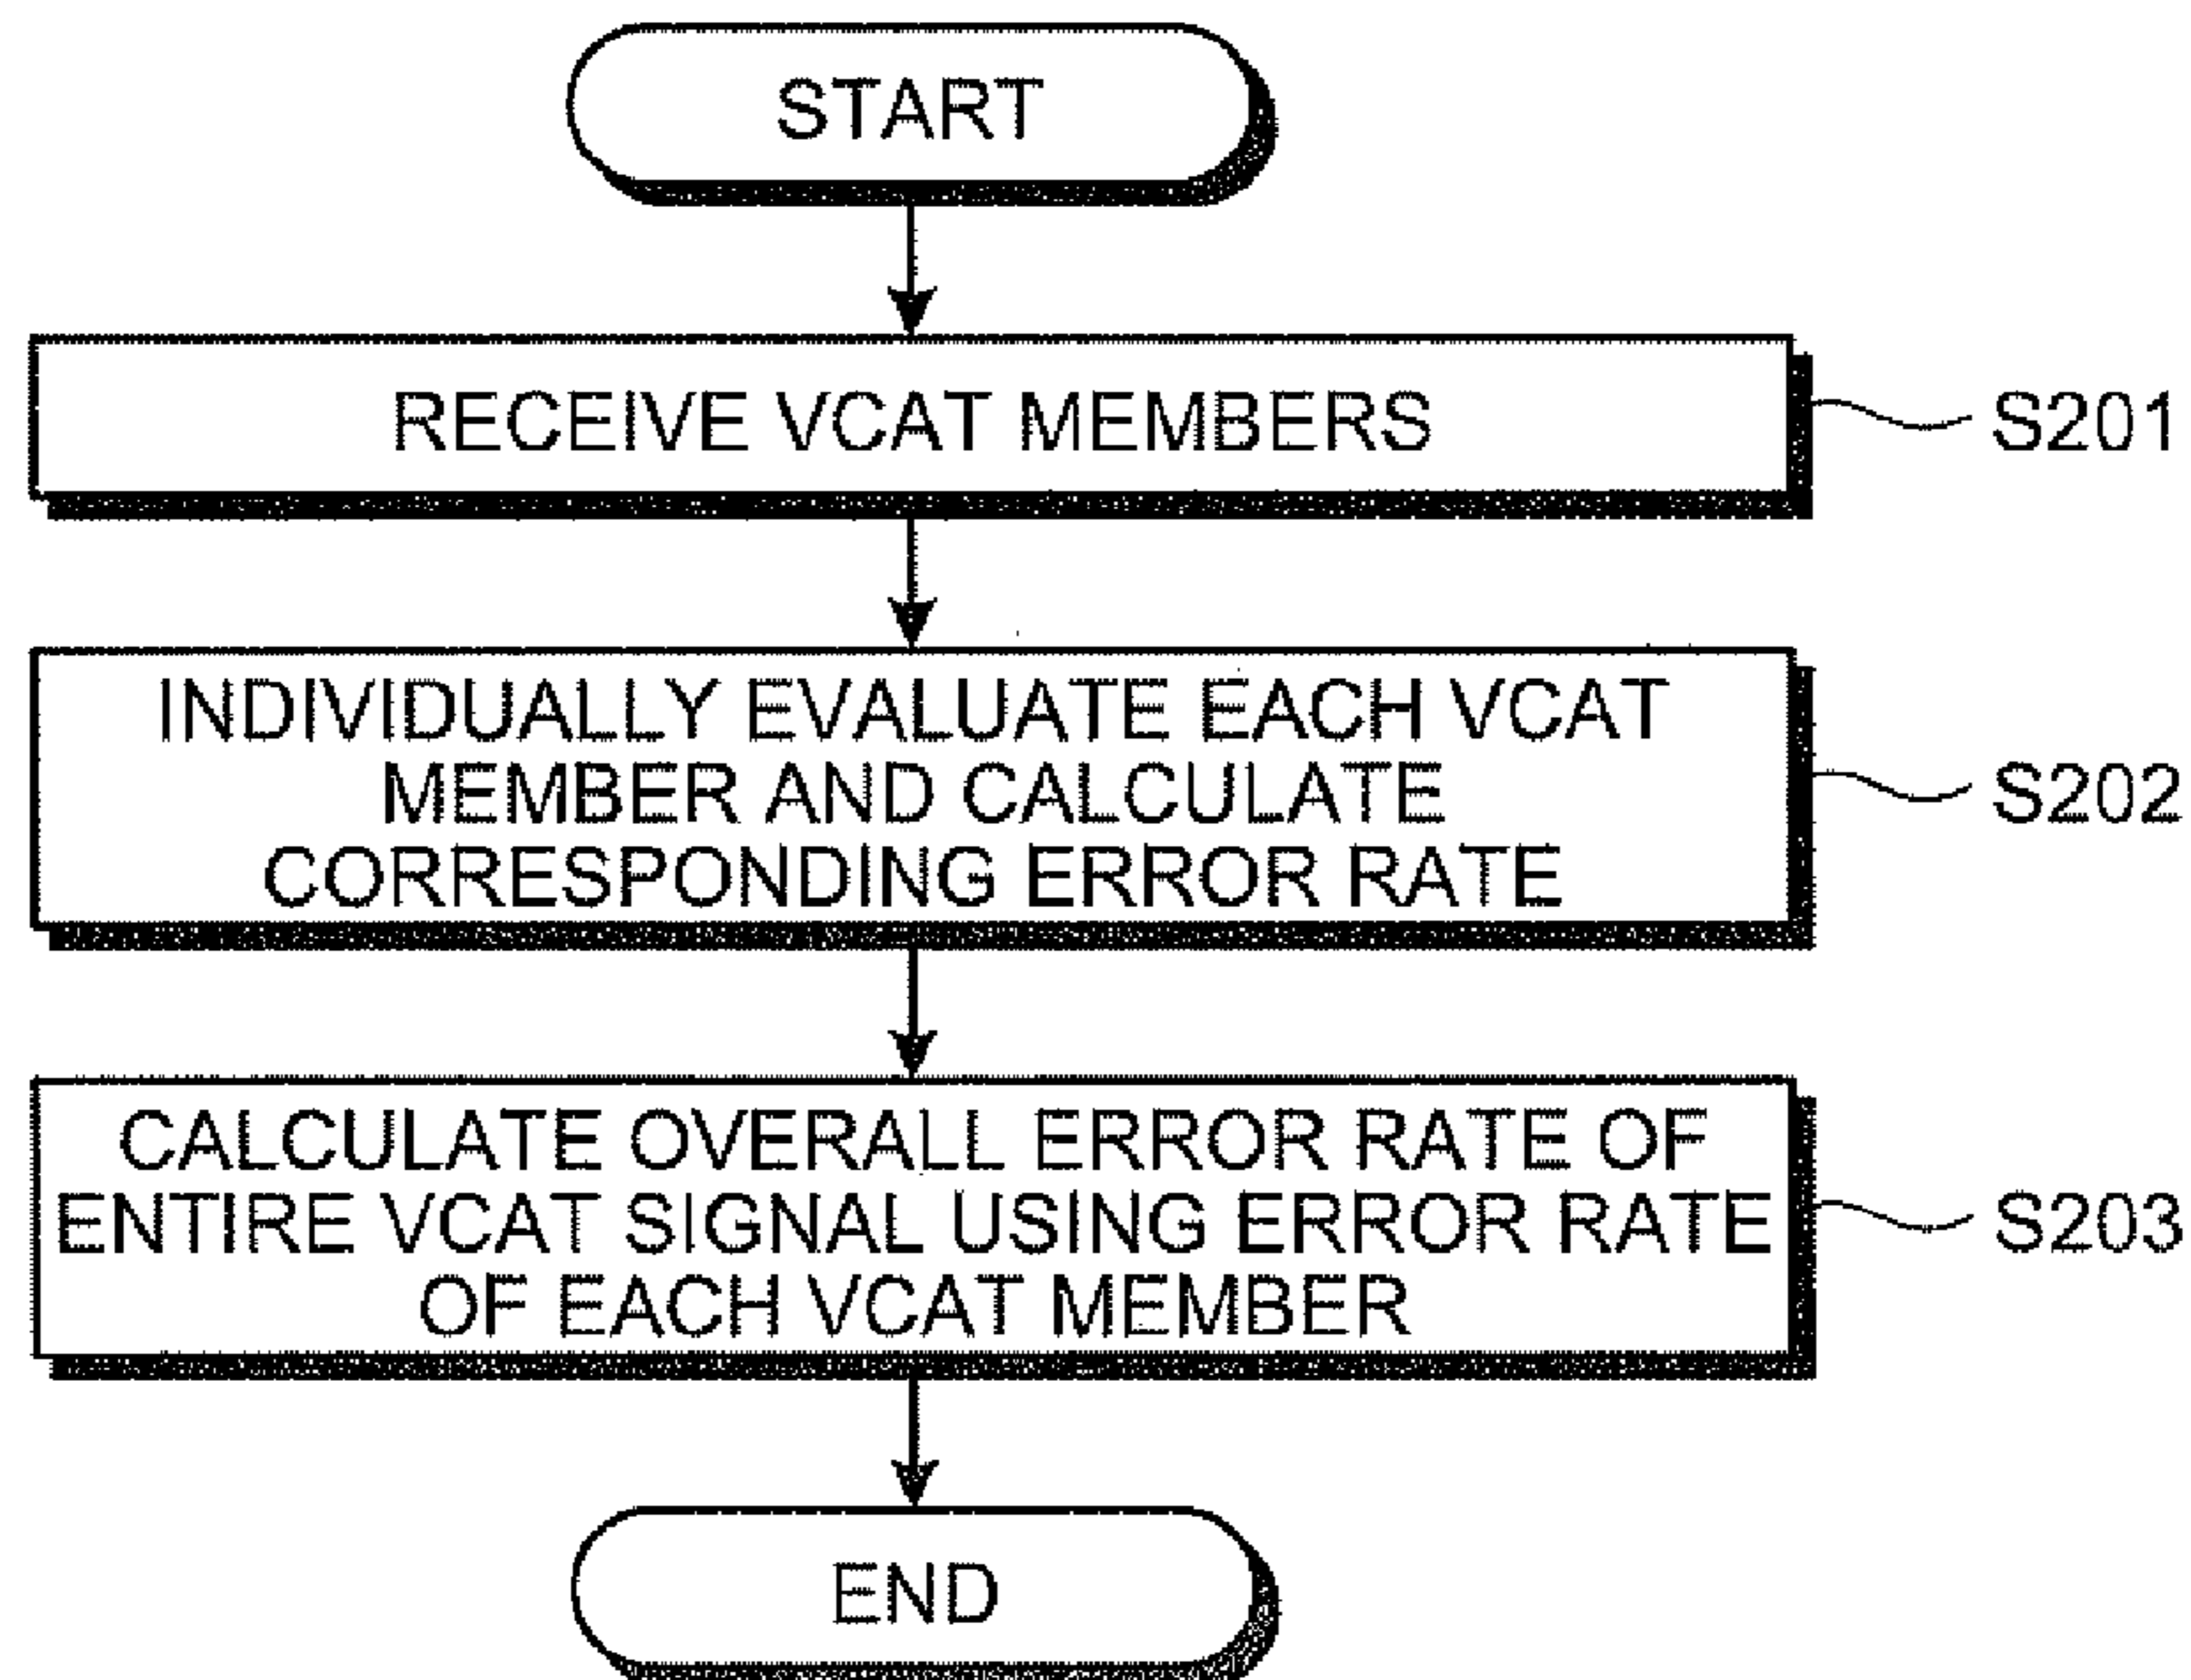 START
RECEIVE VCAT MEMBERS
S201
INDIVIDUALLY EVALUATE EACH VCAT
MEMBER AND CALCULATE
CORRESPONDING ERROR RATE
S202
CALCULATE OVERALL ERROR RATE OF
ENTIRE VCAT SIGNAL USING ERROR RATE
OF EACH VCAT MEMBER
S203
END